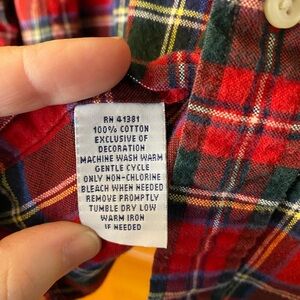 RN 41381
100% COTTON
EXCLUSIVE OF
DECORATION
MACHINE WASH WARM
GENTLE CYCLE
ONLY NON-CHLORINE
BLEACH WHEN NEEDED
REMOVE PROMPTLY
TUMBLE DRY LOW
WARM IRON
IF NEEDED